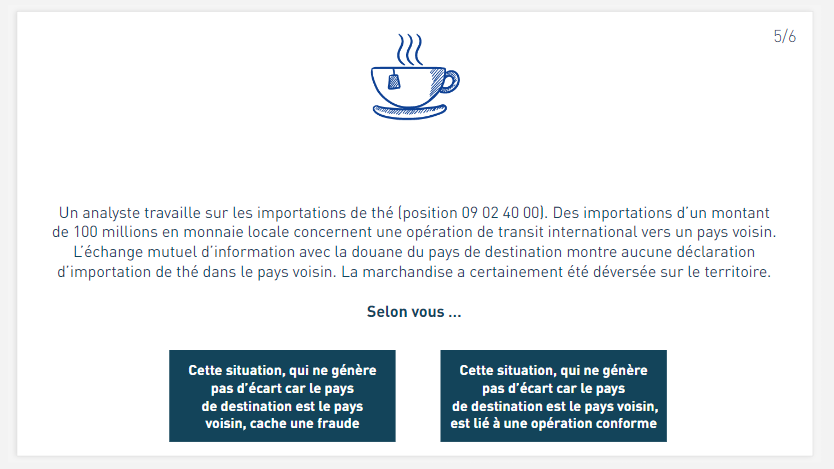 5/6
Un analyste travaille sur les importations de thé (position 09 02 40 00). Des importations d'un montant
de 100 millions en monnaie locale concernent une opération de transit international vers un pays voisin.
L'échange mutuel d'information avec la douane du pays de destination montre aucune déclaration
d'importation de thé dans le pays voisin. La marchandise a certainement été déversée sur le territoire.
Selon vous ...
Cette situation, qui ne génère
pas d'écart car le pays
de destination est le pays
voisin, cache une fraude
Cette situation, qui ne génère
pas d'écart car le pays
de destination est le pays voisin,
est lié à une opération conforme